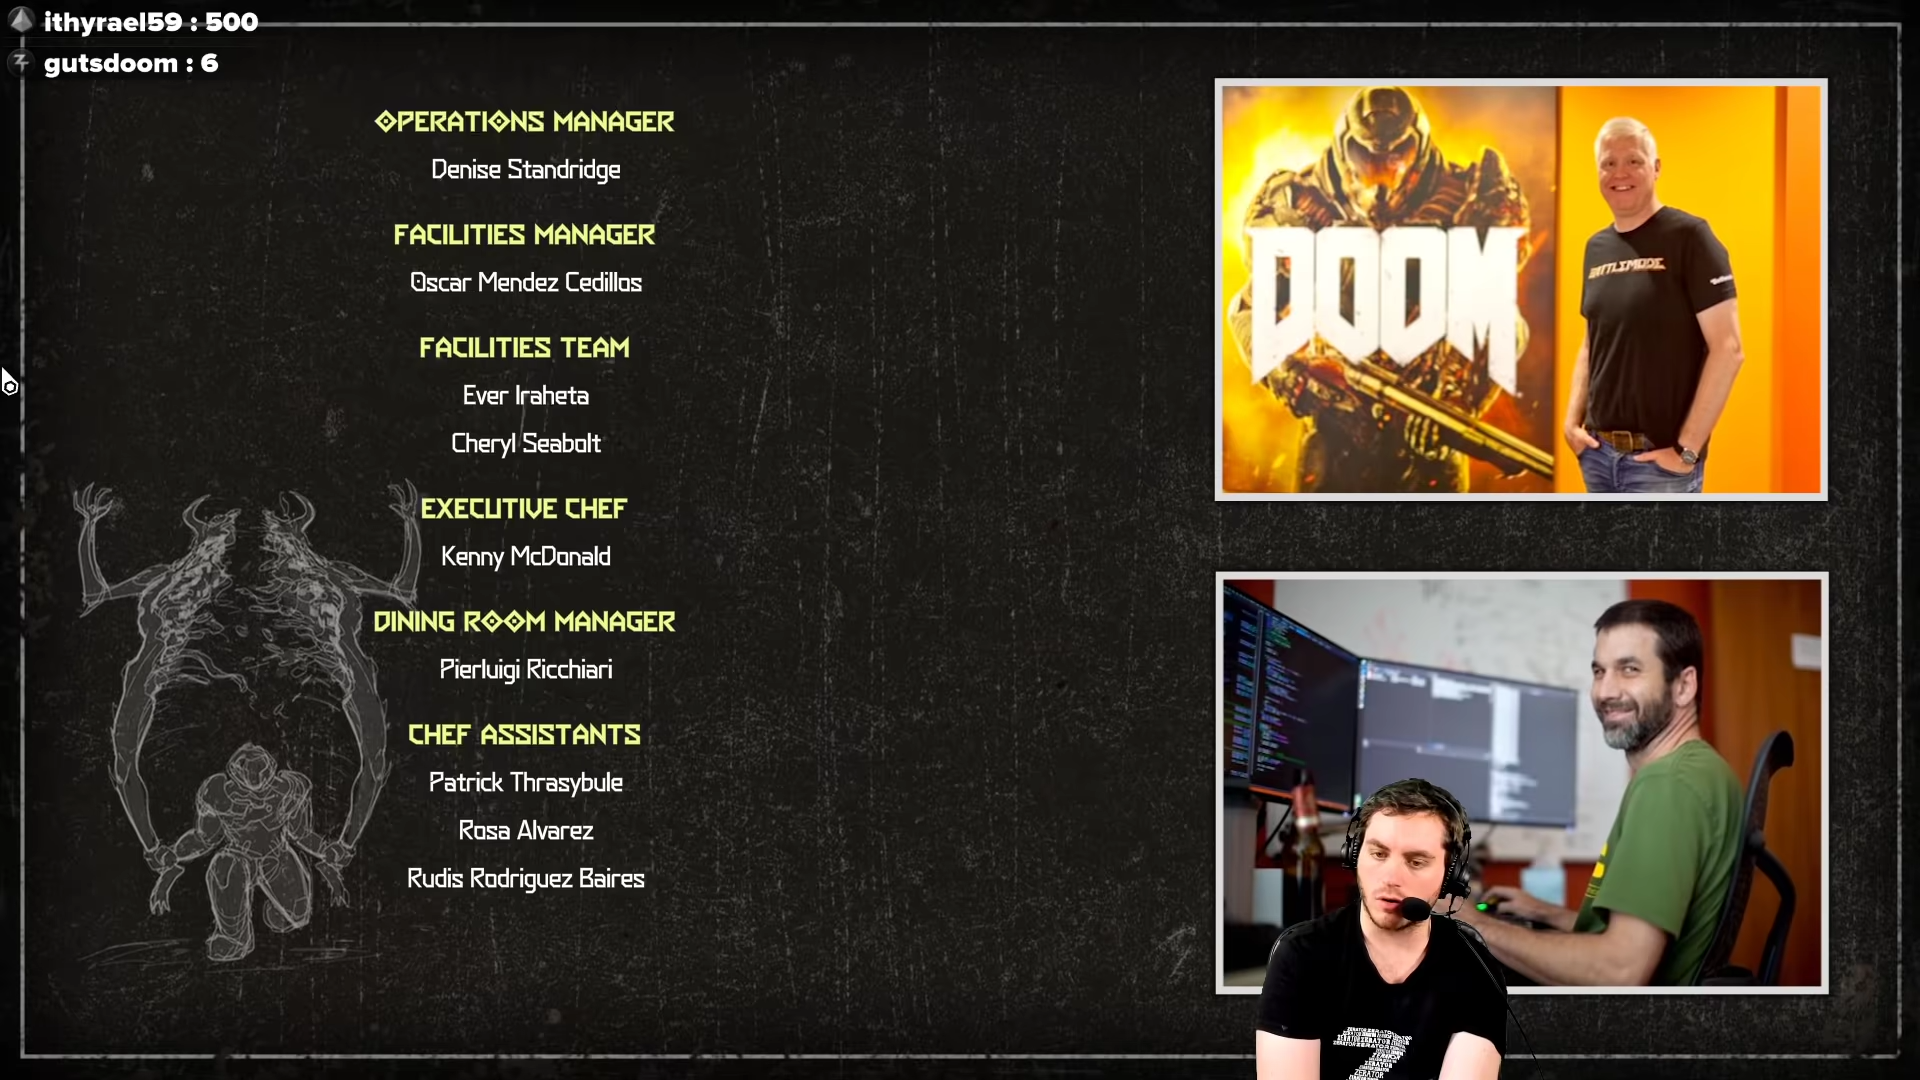 ithyrael59 : 500
gutsdoom : 6
OPERATIONS MANAGER
Denise Standridge
FACILITIES MANAGER
Oscar Mendez Cedillos
FACILITIES TEAM
Ever Iraheta
Cheryl Seabolt
EXECUTIVE CHEF
Kenny McDonald
DINING ROOM MANAGER
Pierluigi Ricchiari
CHEF ASSISTANTS
Patrick Thrasybule
Rosa Alvarez
Rudis Rodriguez Baires
DOOM
BATTLEMODE
ZERATOR